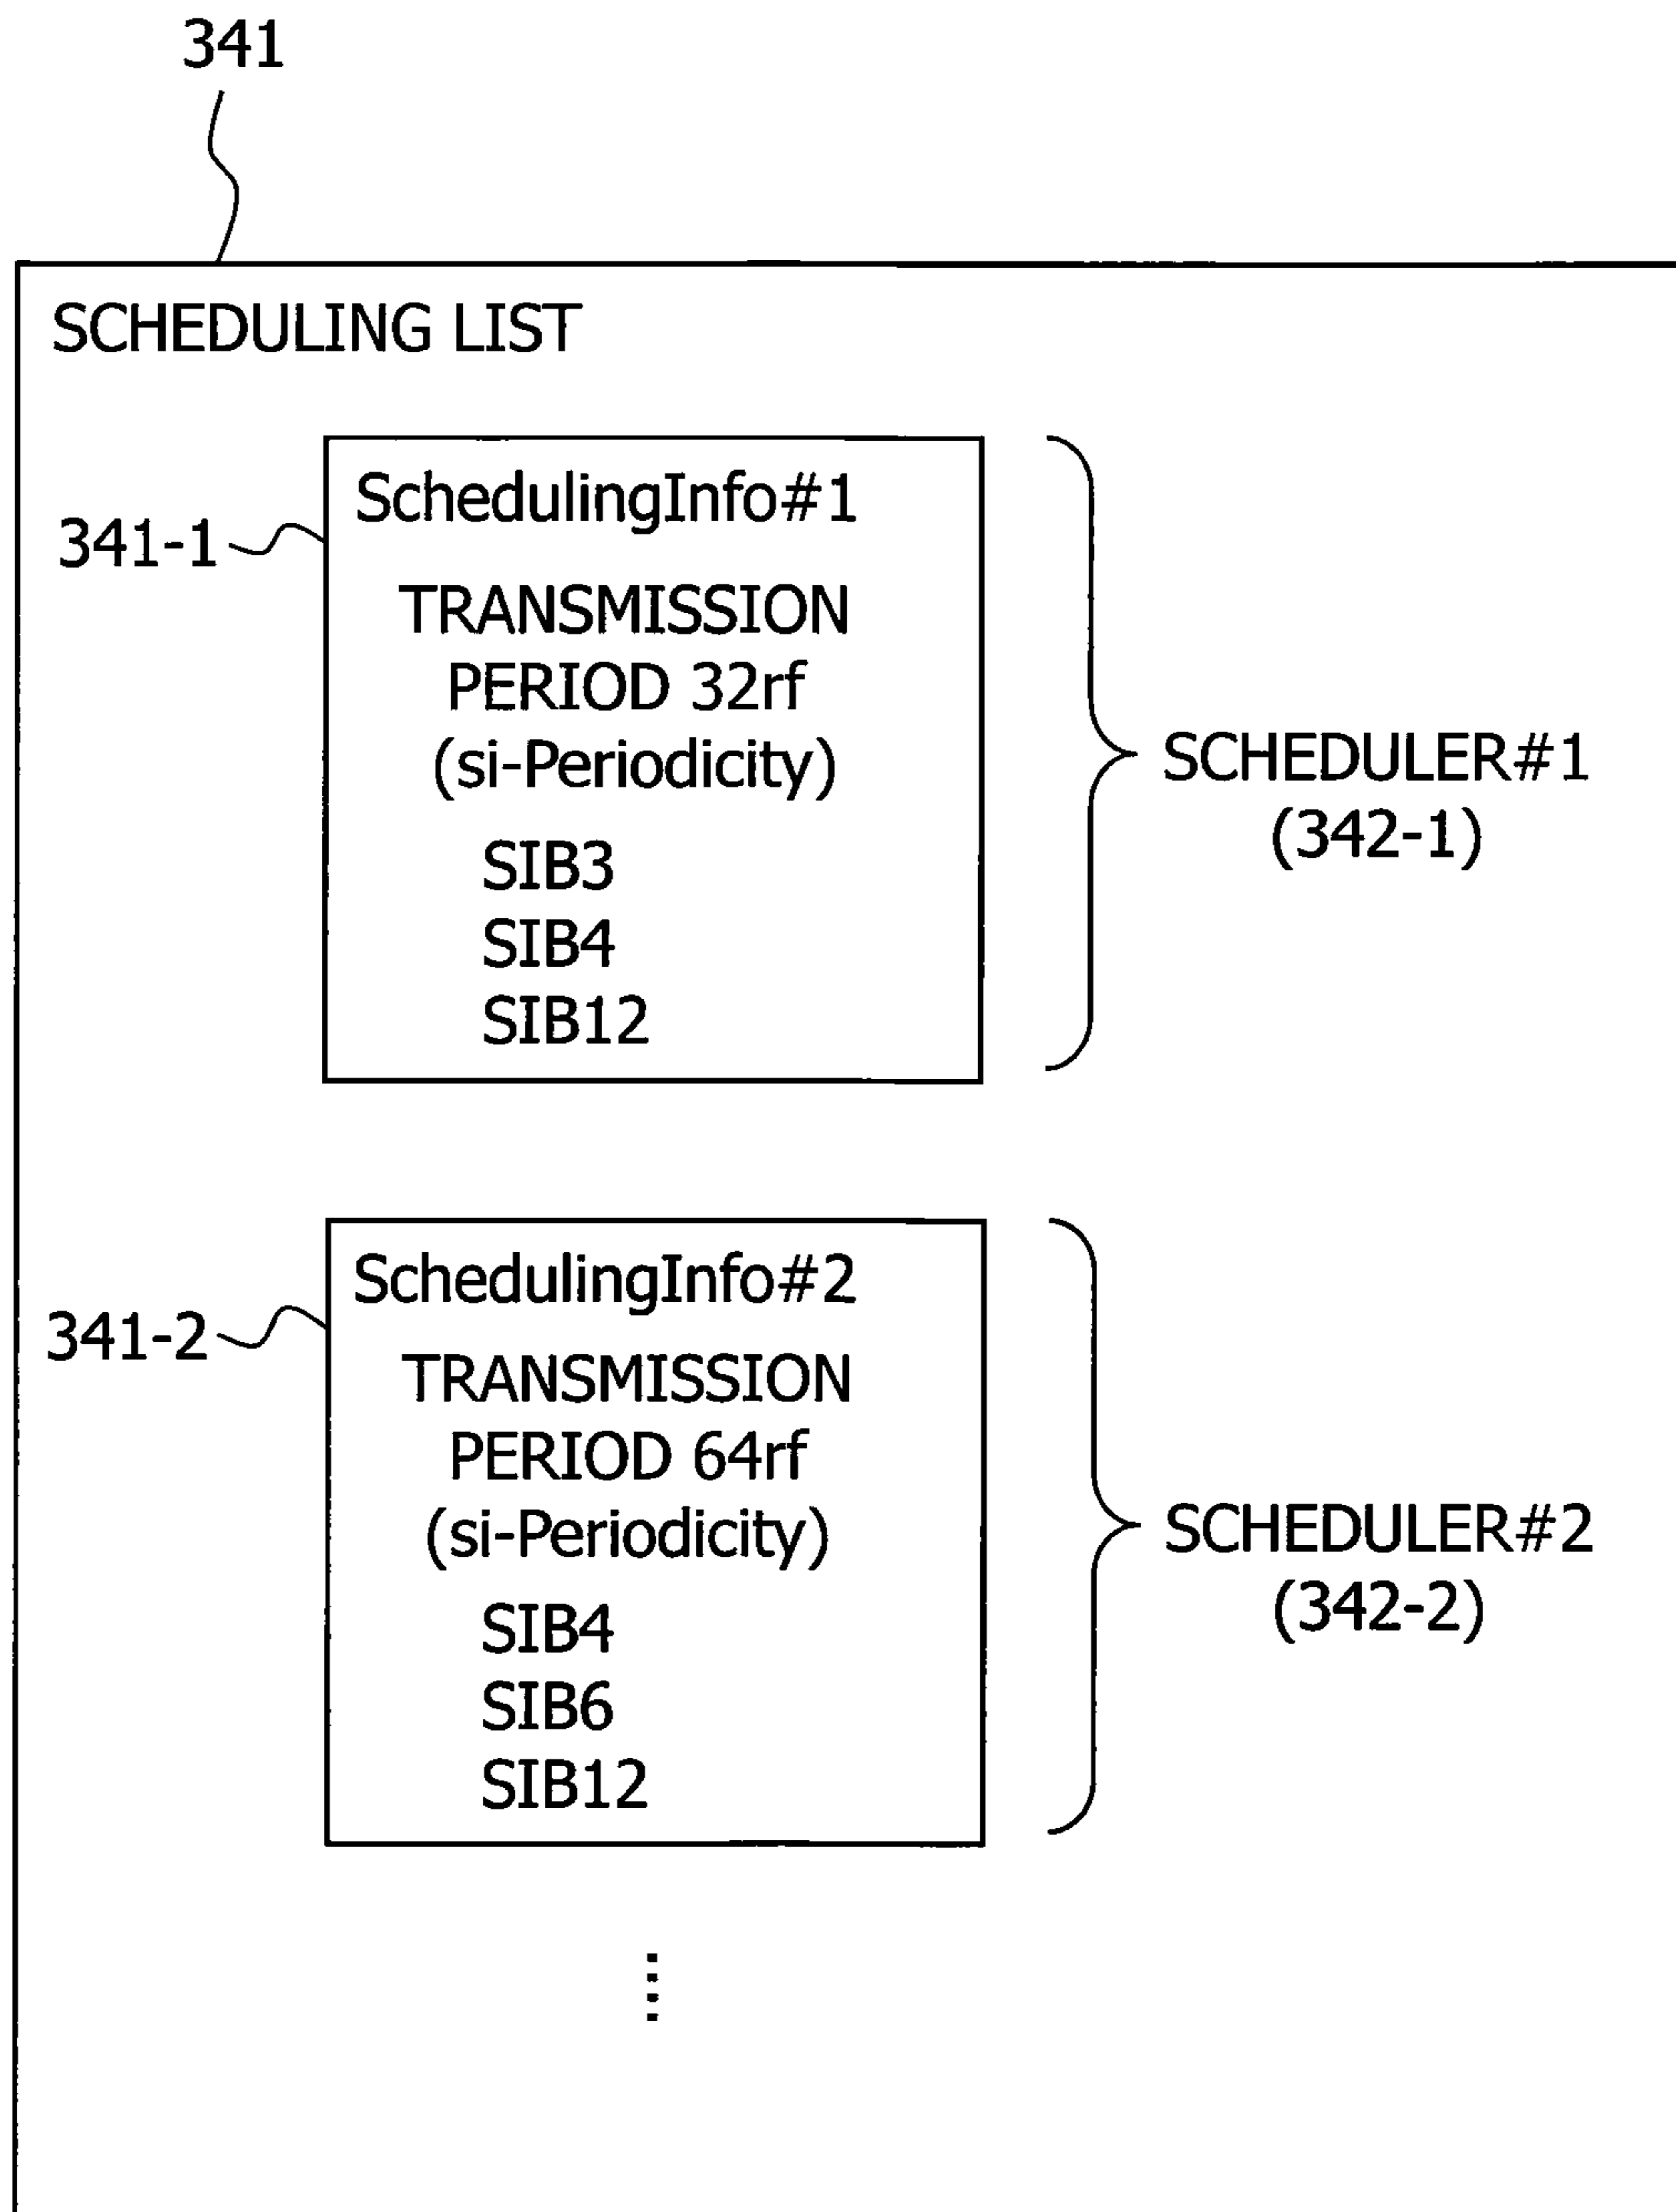 341
SCHEDULING LIST
341-1
SchedulingInfo#1
TRANSMISSION
PERIOD 32rf
(si-Periodicity)
SIB3
SIB4
SIB12
SCHEDULER#1
(342-1)
341-2
SchedulingInfo#2
TRANSMISSION
PERIOD 64rf
(si-Periodicity)
SIB4
SIB6
SIB12
SCHEDULER#2
(342-2)